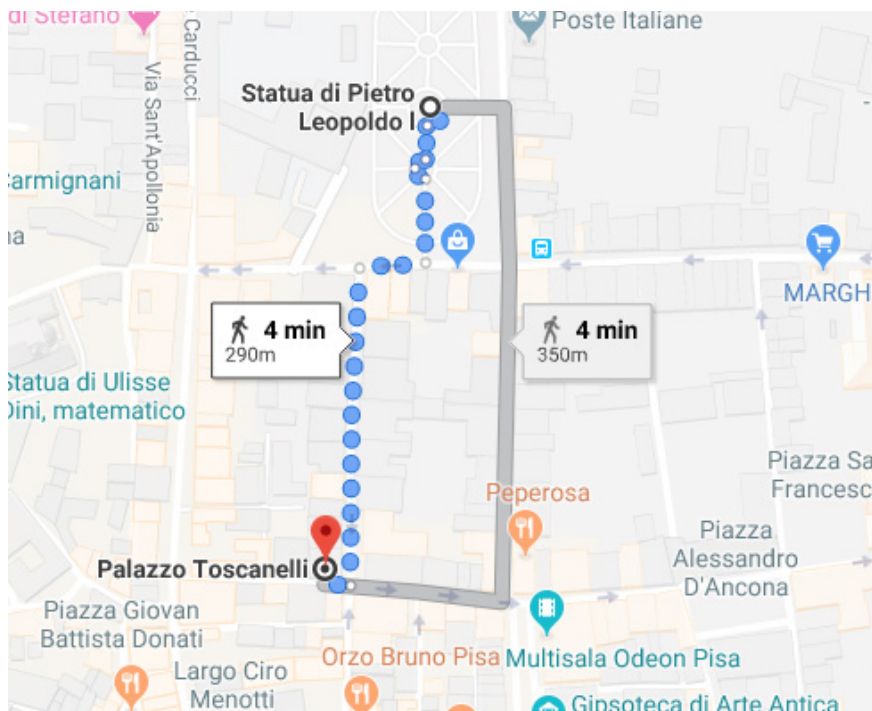 di Stefano
Carducci
Poste Italiane
Via Sant'Apollonia
Statua di Pietro
Leopoldo I
Carmignani
na
MARGH
4 min
290m
4 min
350m
Statua di Ulisse
Dini, matematico
Piazza Sa
Francesc
Peperosa
Piazza
Alessandro
D'Ancona
Palazzo Toscanelli
Piazza Giovan
Battista Donati
Orzo Bruno Pisa
Multisala Odeon Pisa
Largo Ciro
Menotti
Gipsoteca di Arte Antica